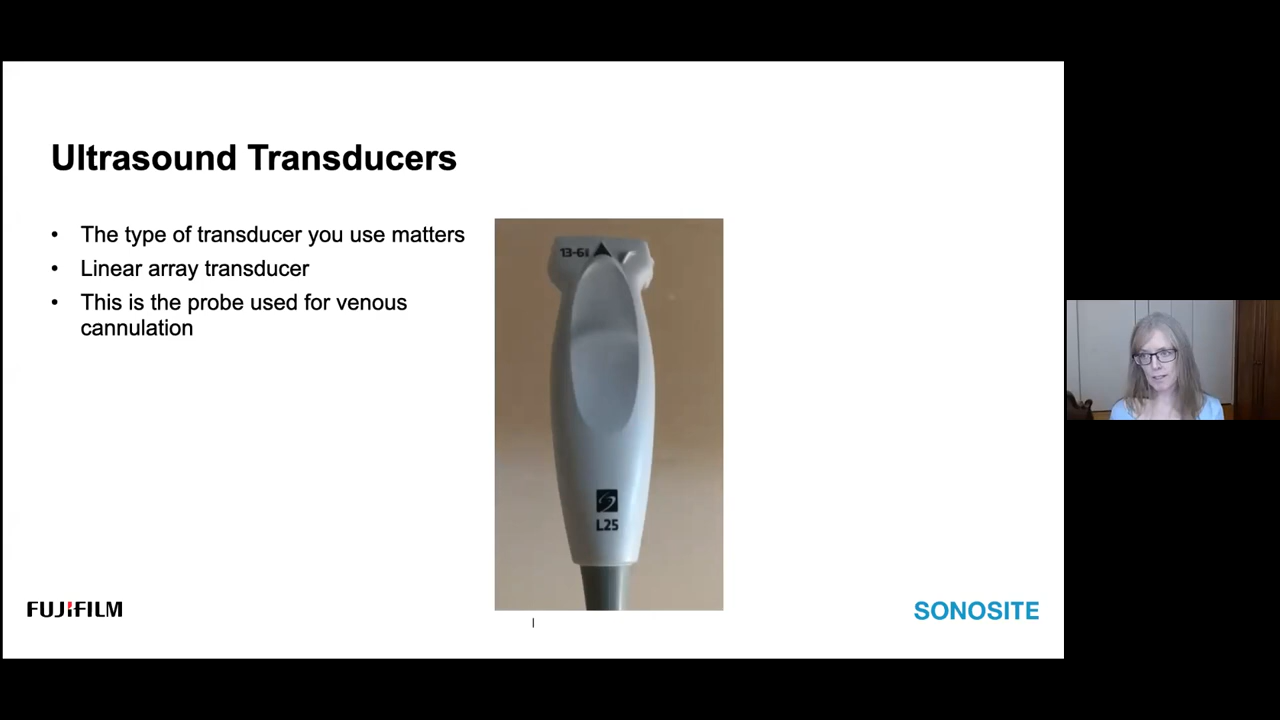 Ultrasound Transducers
• The type of transducer you use matters
• Linear array transducer
• This is the probe used for venous
cannulation
13-6
L25
FUJIFILM
SONOSITE